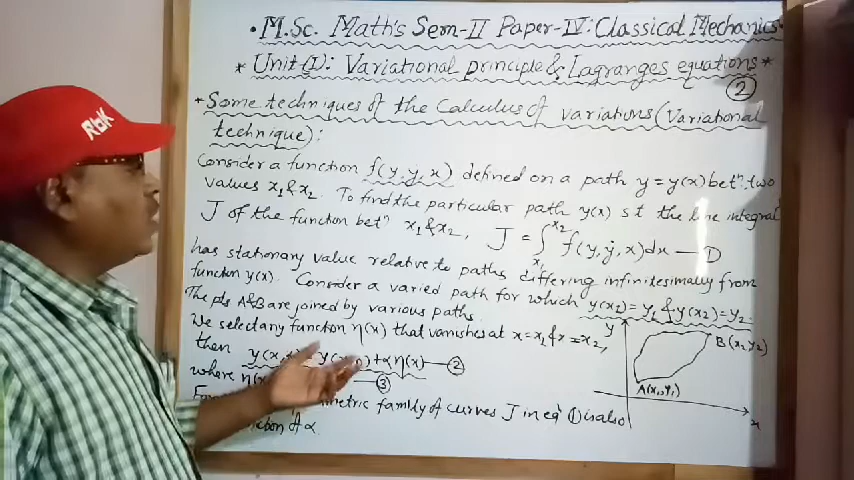 • M.Sc. Math's Sem-II Paper-IV: Classical Mechanics •
* Unit (I): Variational principle & Lagranges equations *
2
* Some techniques of the Calculus of variations (Variational
technique):
Consider a function f(y, ẏ, x) defined on a path y = y(x) betⁿ two
values x₁ & x₂. To find the particular path y(x) s t the line integral
J of the function betⁿ x₁ & x₂, J = ∫ₓ₁ˣ² f(y, ẏ, x) dx — ①
has stationary value relative to paths differing infinitesimally from
function y(x). Consider a varied path for which y(x₂) = y₁ & y(x₂) = y₂.
The pts A & B are joined by various paths.
We select any function η(x) that vanishes at x = x₁ & x = x₂,
then y(x, + α η(x) — ②
where — ③
metric family of curves J in eqⁿ ① is also
of α
y
B(x₂ y₂)
A(x₁, y₁)
x
RbK